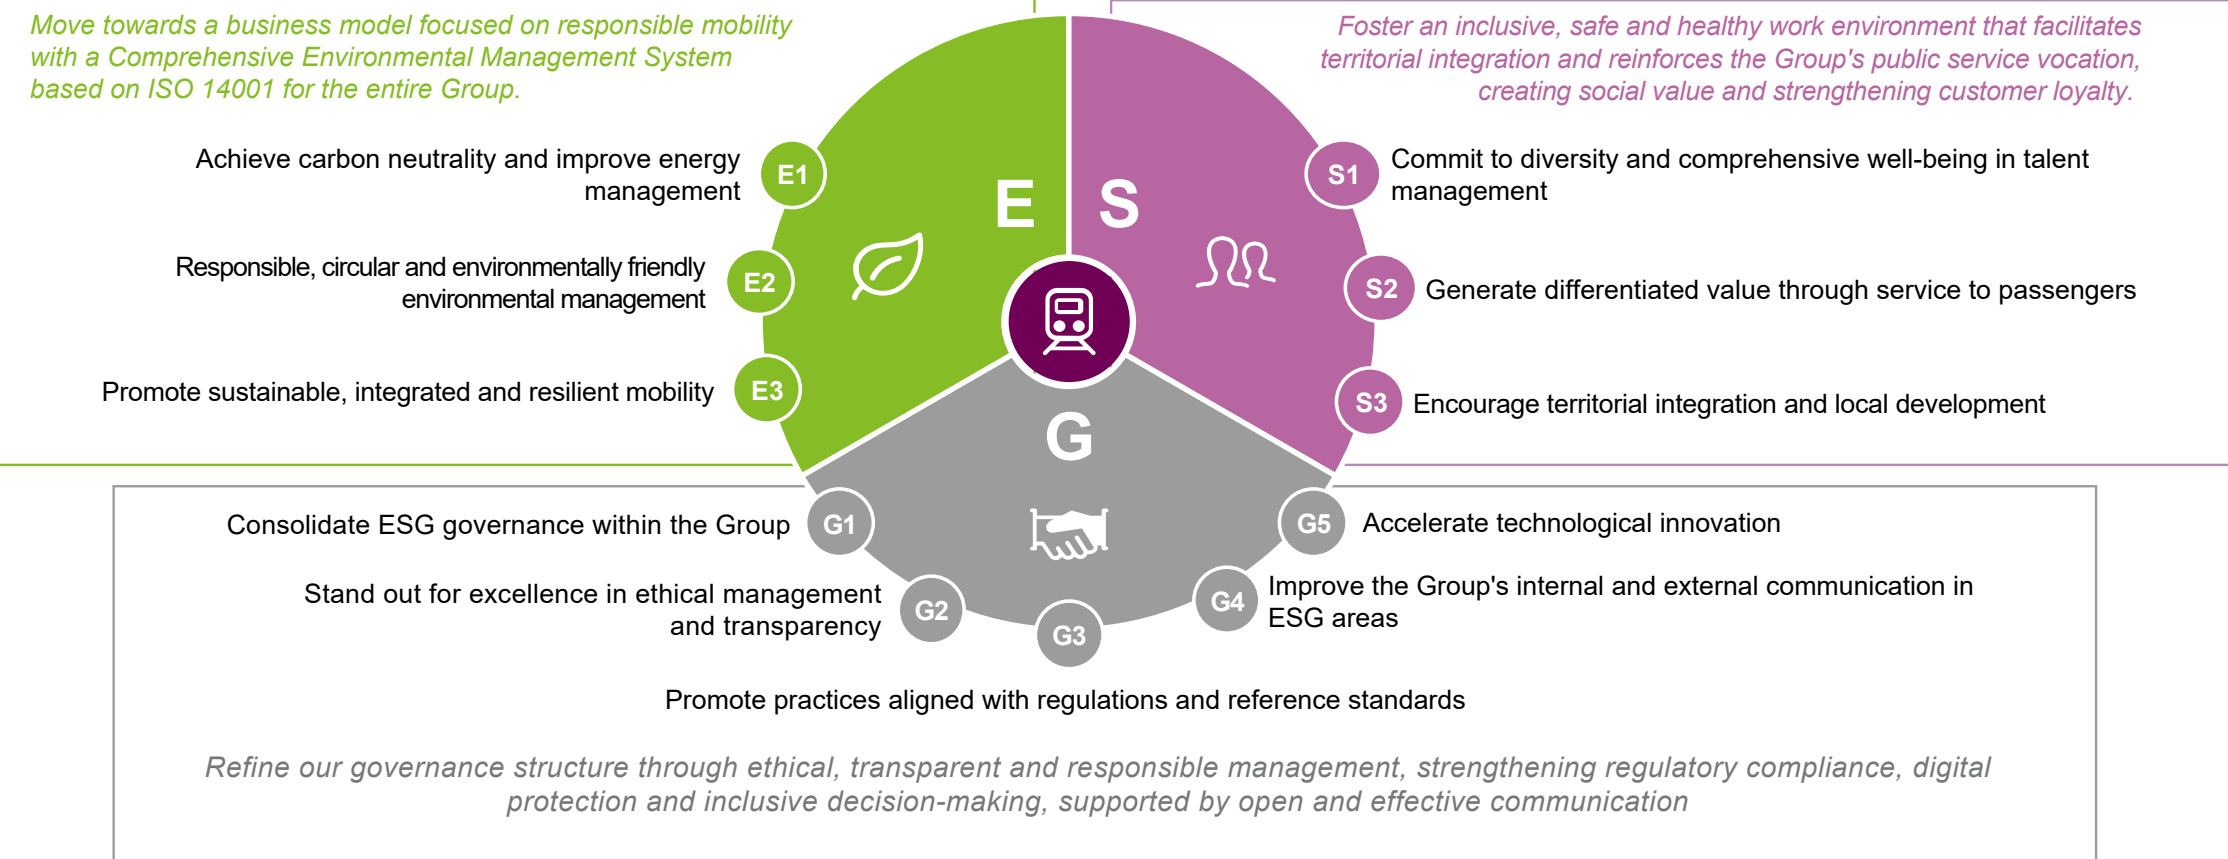 Move towards a business model focused on responsible mobility
with a Comprehensive Environmental Management System
based on ISO 14001 for the entire Group.
Foster an inclusive, safe and healthy work environment that facilitates
territorial integration and reinforces the Group's public service vocation,
creating social value and strengthening customer loyalty.
E
S
Achieve carbon neutrality and improve energy
management
E1
Responsible, circular and environmentally friendly
environmental management
E2
Promote sustainable, integrated and resilient mobility
E3
S1
Commit to diversity and comprehensive well-being in talent
management
S2
Generate differentiated value through service to passengers
S3
Encourage territorial integration and local development
G
Consolidate ESG governance within the Group
G1
Stand out for excellence in ethical management
and transparency
G2
G3
Promote practices aligned with regulations and reference standards
G4
Improve the Group's internal and external communication in
ESG areas
G5
Accelerate technological innovation
Refine our governance structure through ethical, transparent and responsible management, strengthening regulatory compliance, digital
protection and inclusive decision-making, supported by open and effective communication